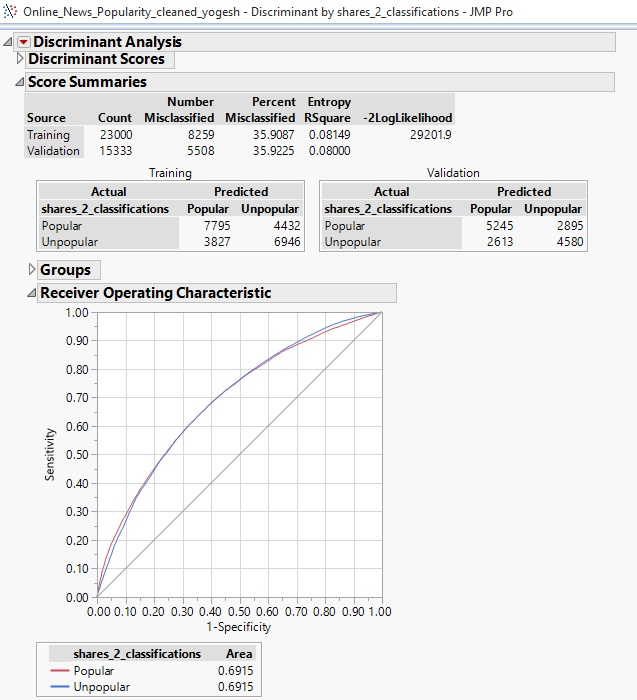 Online_News_Popularity_cleaned_yogesh - Discriminant by shares_2_classifications - JMP Pro
Discriminant Analysis
Discriminant Scores
Score Summaries
Number Percent Entropy
Source Count Misclassified Misclassified RSquare -2LogLikelihood
Training 23000 8259 35.9087 0.08149 29201.9
Validation 15333 5508 35.9225 0.08000
Training
Actual Predicted
shares_2_classifications Popular Unpopular
Popular 7795 4432
Unpopular 3827 6946
Validation
Actual Predicted
shares_2_classifications Popular Unpopular
Popular 5245 2895
Unpopular 2613 4580
Groups
Receiver Operating Characteristic
1.00
0.90
0.80
0.70
0.60
0.50
0.40
0.30
0.20
0.10
0.00
Sensitivity
0.00 0.10 0.20 0.30 0.40 0.50 0.60 0.70 0.80 0.90 1.00
1-Specificity
shares_2_classifications Area
Popular 0.6915
Unpopular 0.6915